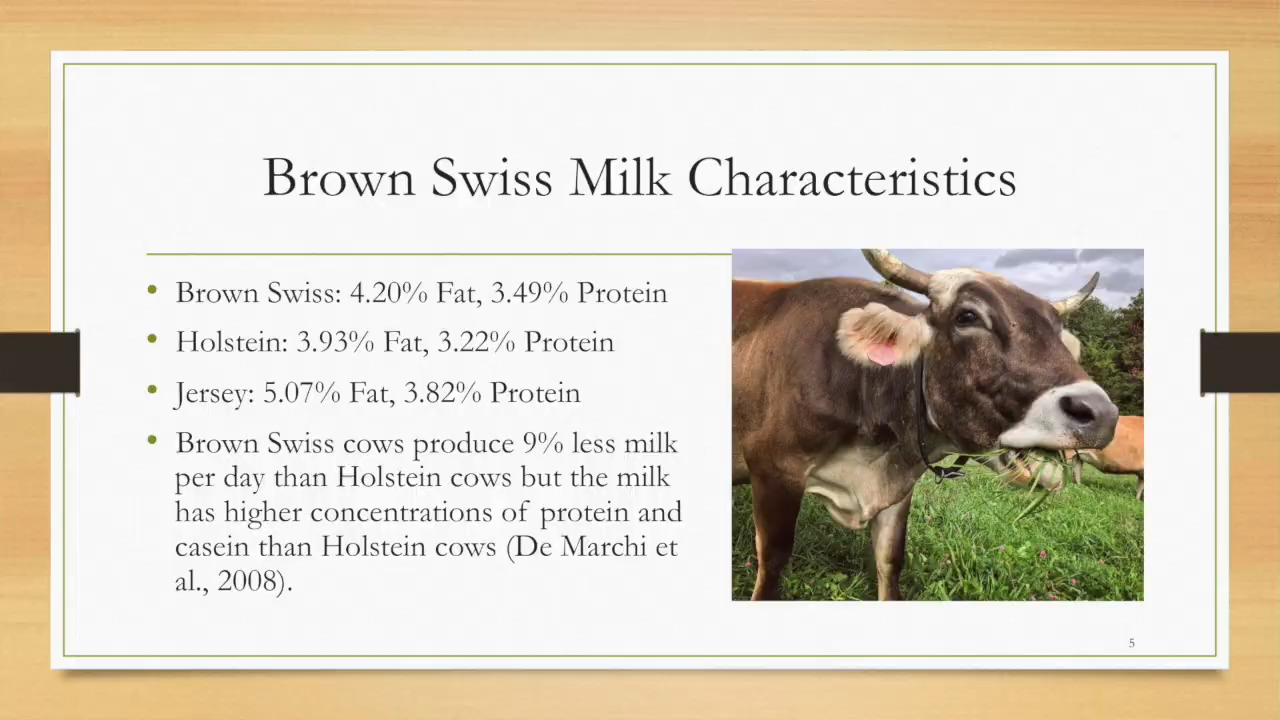 Brown Swiss Milk Characteristics
Brown Swiss: 4.20% Fat, 3.49% Protein
Holstein: 3.93% Fat, 3.22% Protein
Jersey: 5.07% Fat, 3.82% Protein
Brown Swiss cows produce 9% less milk
per day than Holstein cows but the milk
has higher concentrations of protein and
casein than Holstein cows (De Marchi et
al., 2008).
5